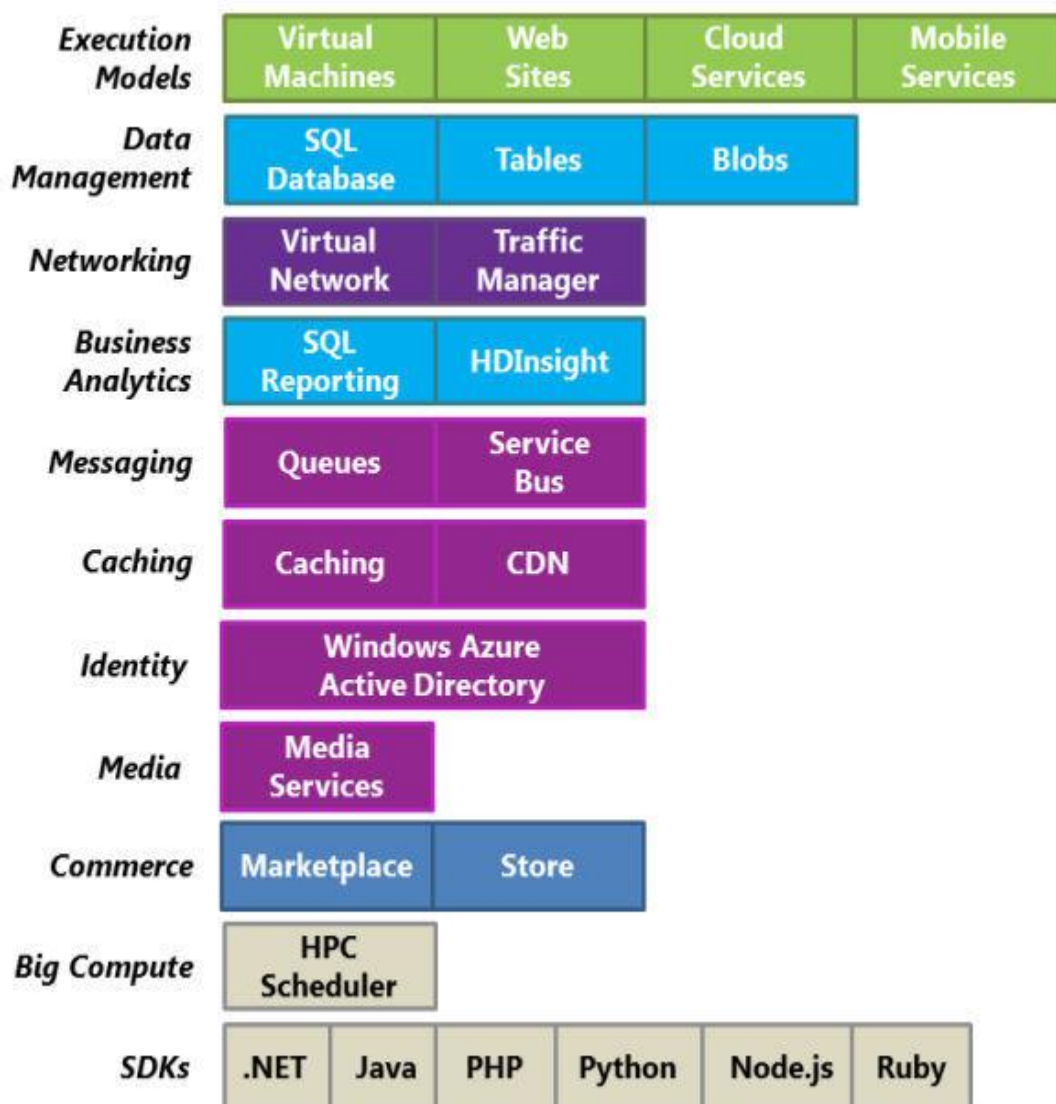 Execution Models
Virtual Machines
Web Sites
Cloud Services
Mobile Services
Data Management
SQL Database
Tables
Blobs
Networking
Virtual Network
Traffic Manager
Business Analytics
SQL Reporting
HDInsight
Messaging
Queues
Service Bus
Caching
Caching
CDN
Identity
Windows Azure
Active Directory
Media
Media Services
Commerce
Marketplace
Store
Big Compute
HPC Scheduler
SDKs
.NET
Java
PHP
Python
Node.js
Ruby